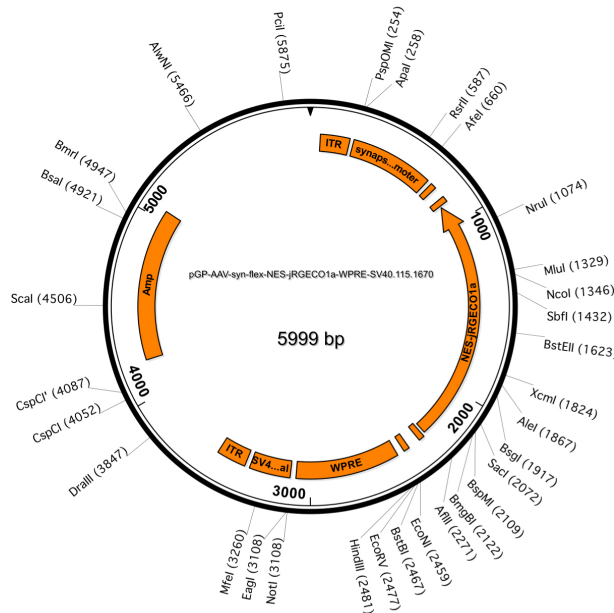 PciI (5875)
PspOMI (254)
ApaI (258)
RsrII (587)
AfeI (660)
NruI (1074)
MluI (1329)
NcoI (1346)
SbfI (1432)
BstEII (1623)
XcmI (1824)
AleI (1867)
BsgI (1917)
SacI (2072)
BspMI (2109)
BmgBI (2122)
AflII (2271)
EcoNI (2459)
BstBI (2467)
EcoRV (2477)
HindIII (2481)
NotI (3108)
EagI (3108)
MfeI (3260)
DraIII (3847)
CspCI (4052)
CspCI' (4087)
ScaI (4506)
BsaI (4921)
BmrI (4947)
AlwNI (5466)
ITR
synaps...moter
1000
NES-jRGECO1a
2000
WPRE
3000
SV4...al
ITR
4000
Amp
5000
pGP-AAV-syn-flex-NES-jRGECO1a-WPRE-SV40.115.1670
5999 bp